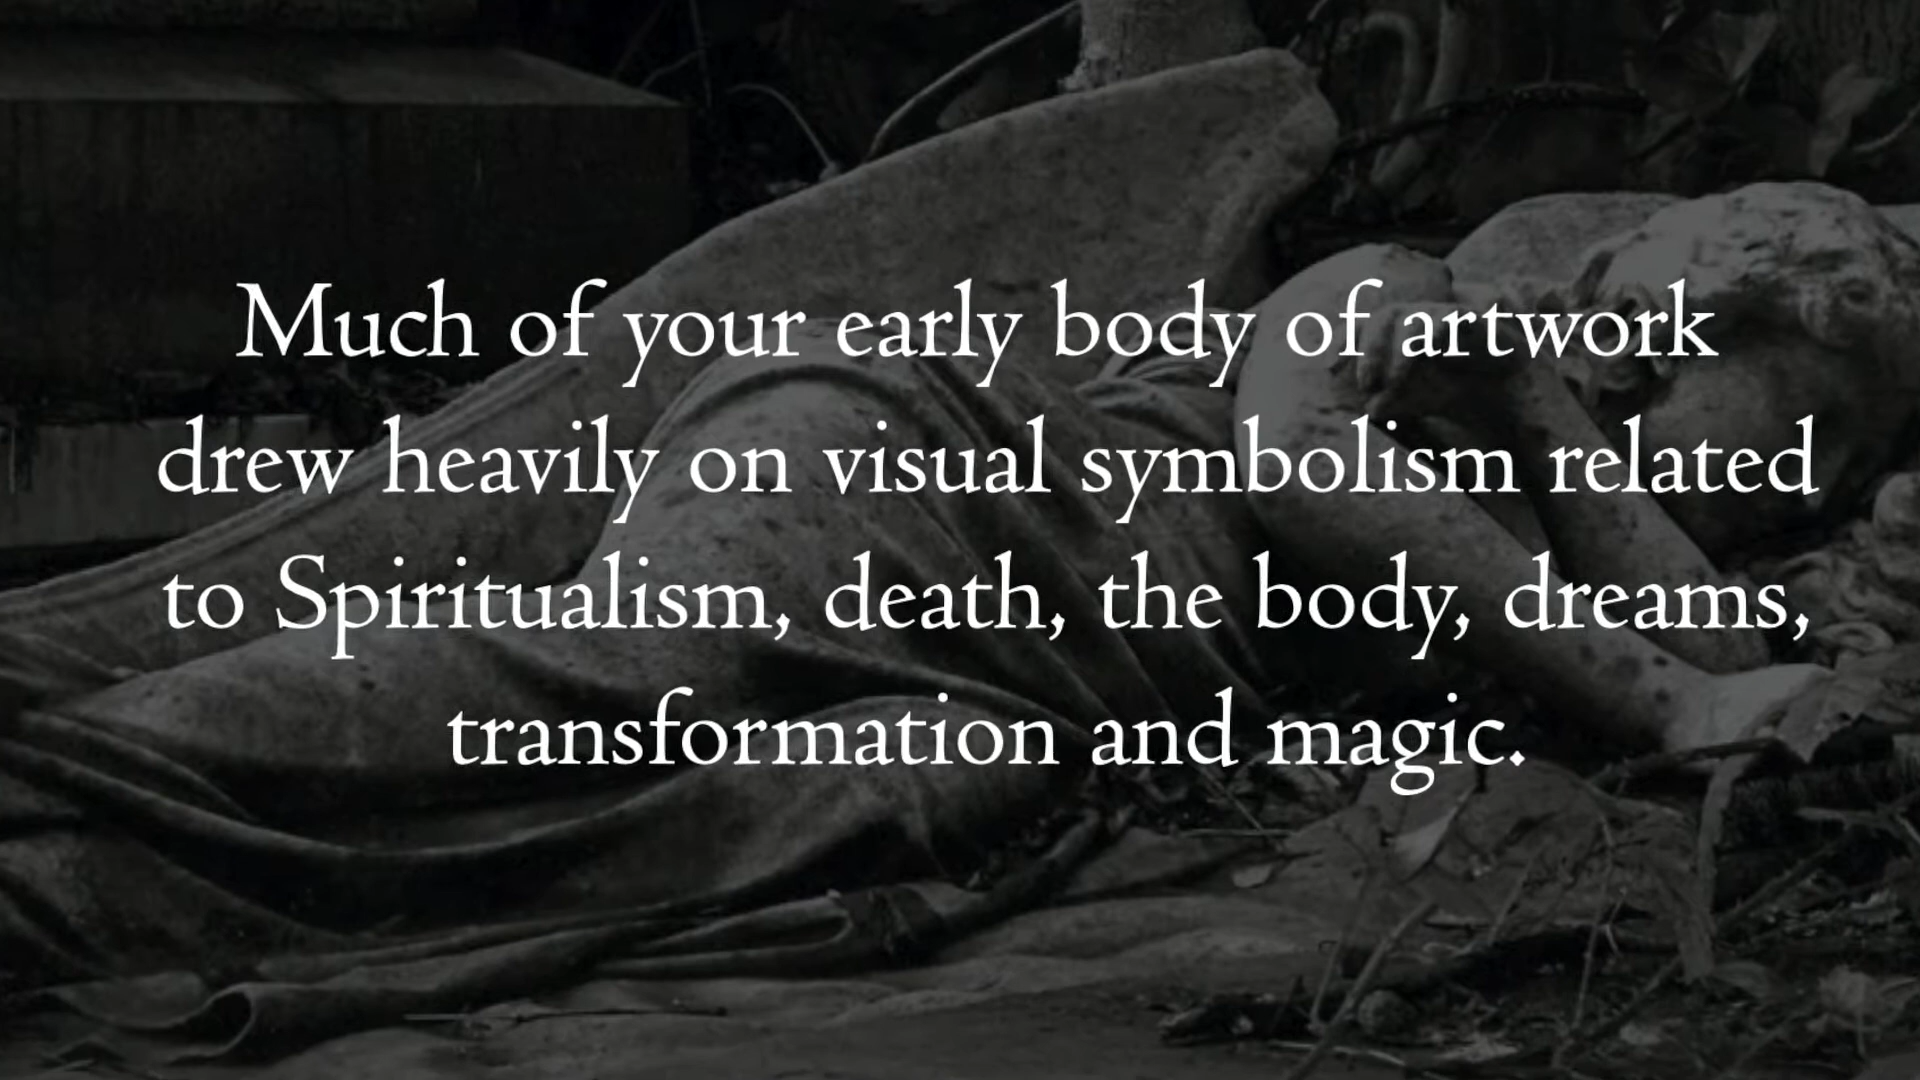 Much of your early body of artwork
drew heavily on visual symbolism related
to Spiritualism, death, the body, dreams,
transformation and magic.